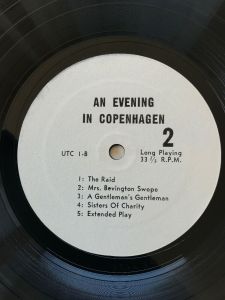 AN EVENING
IN COPENHAGEN
2
UTC 1-B
Long Playing
33 1/3 R.P.M.
1: The Raid
2: Mrs. Bevington Swope
3: A Gentleman's Gentleman
4: Sisters Of Charity
5: Extended Play